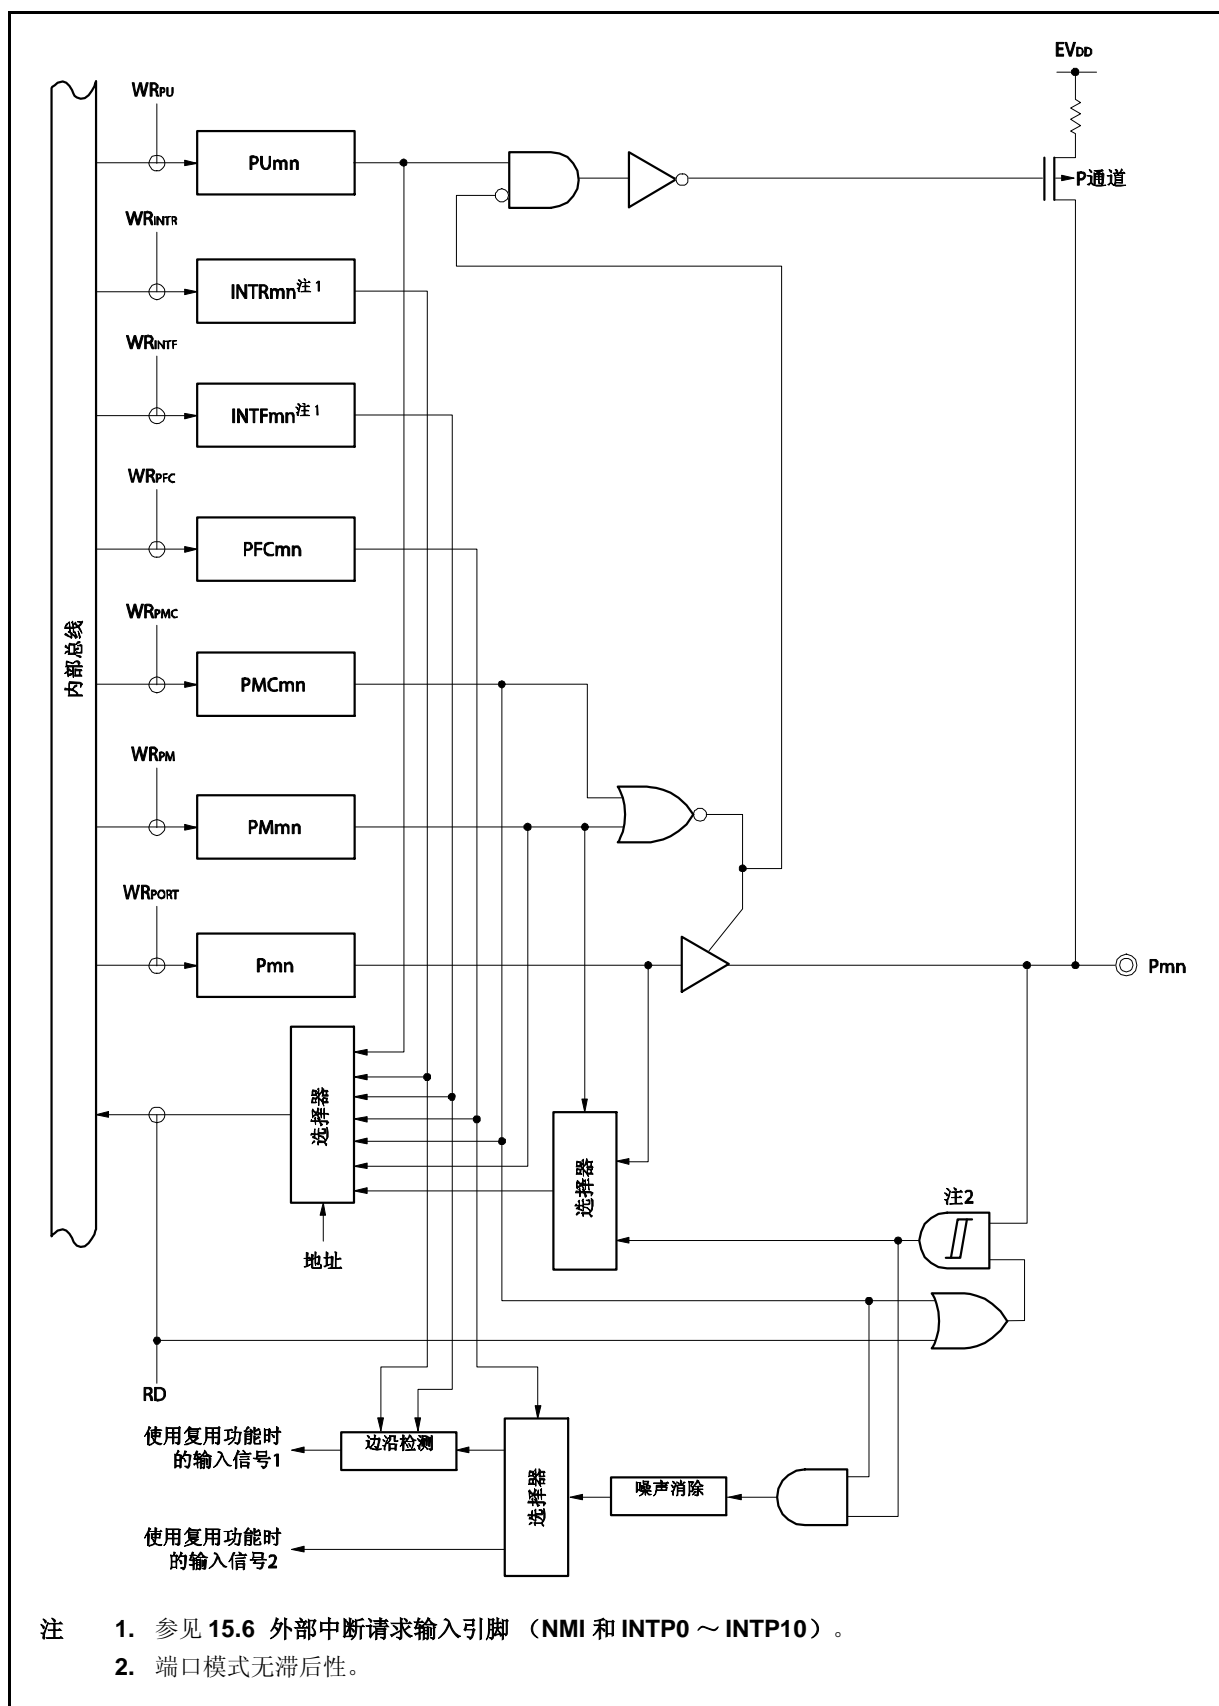 EVDD
WRPU
PUmn
P通道
WRINTR
INTRmn注 1
WRINTF
INTFmn注 1
WRPFC
PFCmn
WRPMC
PMCmn
内部总线
WRPM
PMmn
WRPORT
Pmn
Pmn
选择器
选择器
注2
地址
RD
使用复用功能时
的输入信号1
边沿检测
选择器
噪声消除
使用复用功能时
的输入信号2
注 1. 参见 15.6 外部中断请求输入引脚 （NMI 和 INTP0 ～ INTP10）。
2. 端口模式无滞后性。